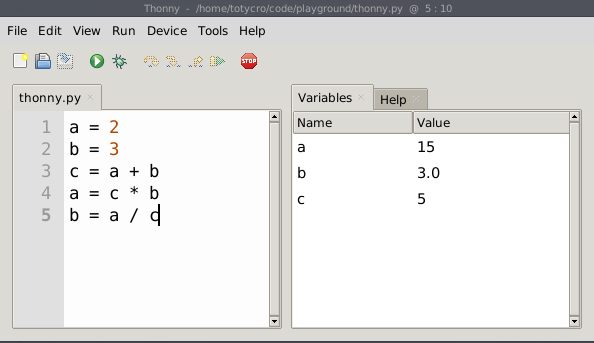 Thonny - /home/totycro/code/playground/thonny.py @ 5 : 10
File Edit View Run Device Tools Help
STOP
thonny.py
1 a = 2
2 b = 3
3 c = a + b
4 a = c * b
5 b = a / c
Variables Help
Name Value
a 15
b 3.0
c 5